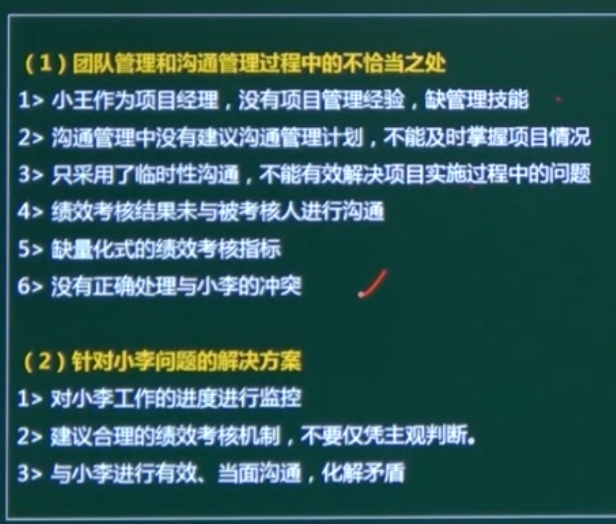 （1）团队管理和沟通管理过程中的不恰当之处
1> 小王作为项目经理，没有项目管理经验，缺管理技能
2> 沟通管理中没有建议沟通管理计划，不能及时掌握项目情况
3> 只采用了临时性沟通，不能有效解决项目实施过程中的问题
4> 绩效考核结果未与被考核人进行沟通
5> 缺量化式的绩效考核指标
6> 没有正确处理与小李的冲突
（2）针对小李问题的解决方案
1> 对小李工作的进度进行监控
2> 建议合理的绩效考核机制，不要仅凭主观判断。
3> 与小李进行有效、当面沟通，化解矛盾